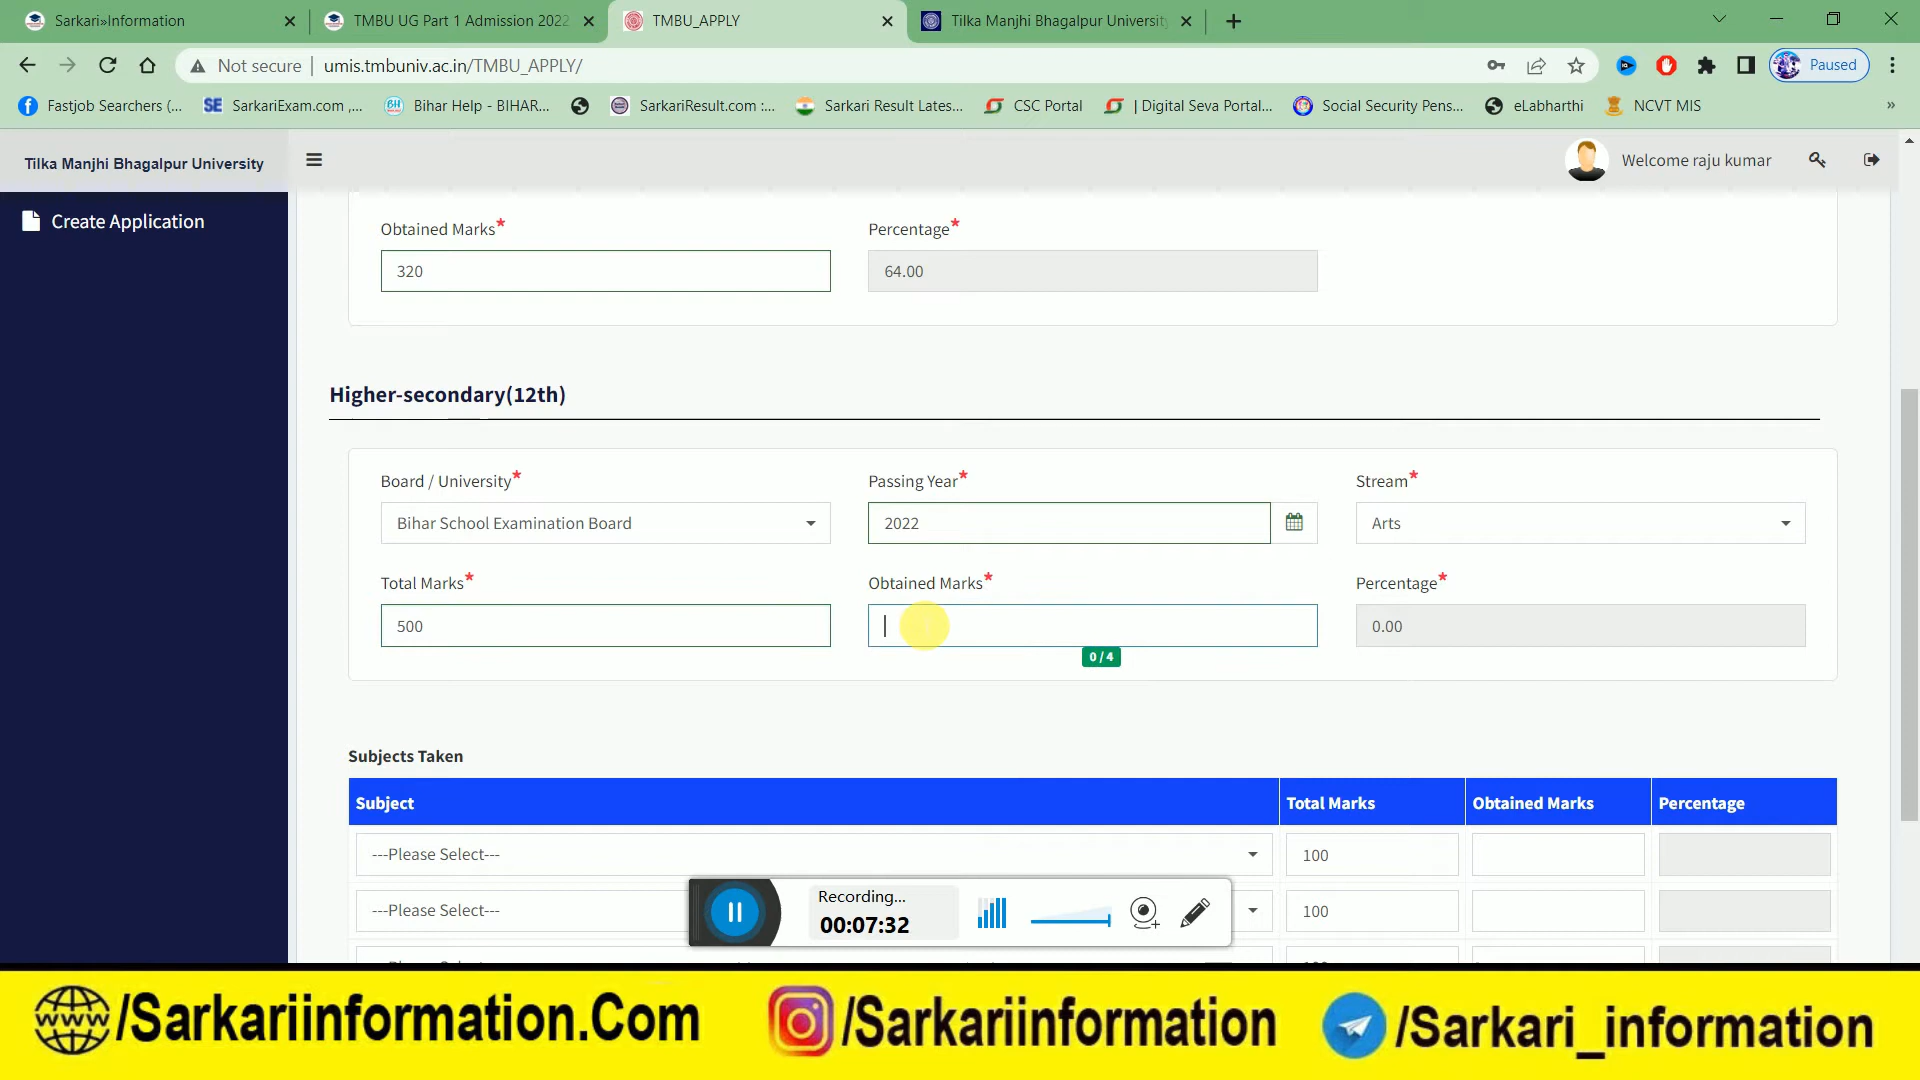 Sarkari»Information
TMBU UG Part 1 Admission 2022
TMBU_APPLY
Tilka Manjhi Bhagalpur University
Not secure
umis.tmbuniv.ac.in/TMBU_APPLY/
Paused
Fastjob Searchers (...
SE SarkariExam.com ,...
BH Bihar Help - BIHAR...
SarkariResult.com :...
Sarkari Result Lates...
CSC Portal
| Digital Seva Portal...
Social Security Pens...
eLabharthi
NCVT MIS
»
Tilka Manjhi Bhagalpur University
Welcome raju kumar
Create Application
Obtained Marks*
Percentage*
320
64.00
Higher-secondary(12th)
Board / University*
Passing Year*
Stream*
Bihar School Examination Board
2022
Arts
Total Marks*
Obtained Marks*
Percentage*
500
0.00
0 / 4
Subjects Taken
Subject
Total Marks
Obtained Marks
Percentage
---Please Select---
100
---Please Select---
100
Recording...
00:07:32
www /Sarkariinformation.Com
/Sarkariinformation
/Sarkari_information